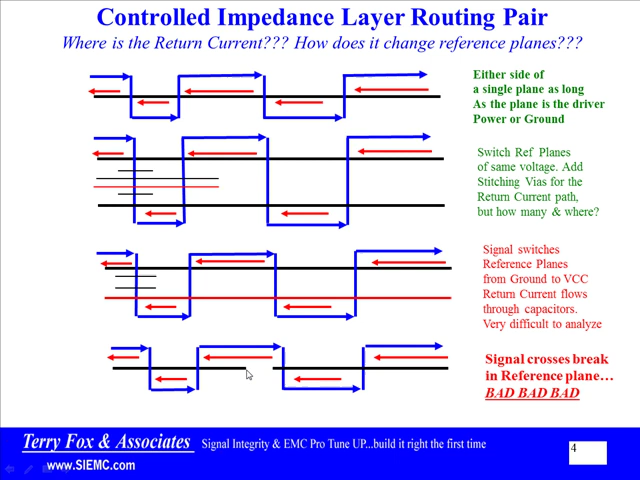 Controlled Impedance Layer Routing Pair
Where is the Return Current??? How does it change reference planes???
Either side of
a single plane as long
As the plane is the driver
Power or Ground
Switch Ref Planes
of same voltage. Add
Stitching Vias for the
Return Current path,
but how many & where?
Signal switches
Reference Planes
from Ground to VCC
Return Current flows
through capacitors.
Very difficult to analyze
Signal crosses break
in Reference plane…
BAD BAD BAD
Terry Fox & Associates Signal Integrity & EMC Pro Tune UP...build it right the first time
4
www.SIEMC.com